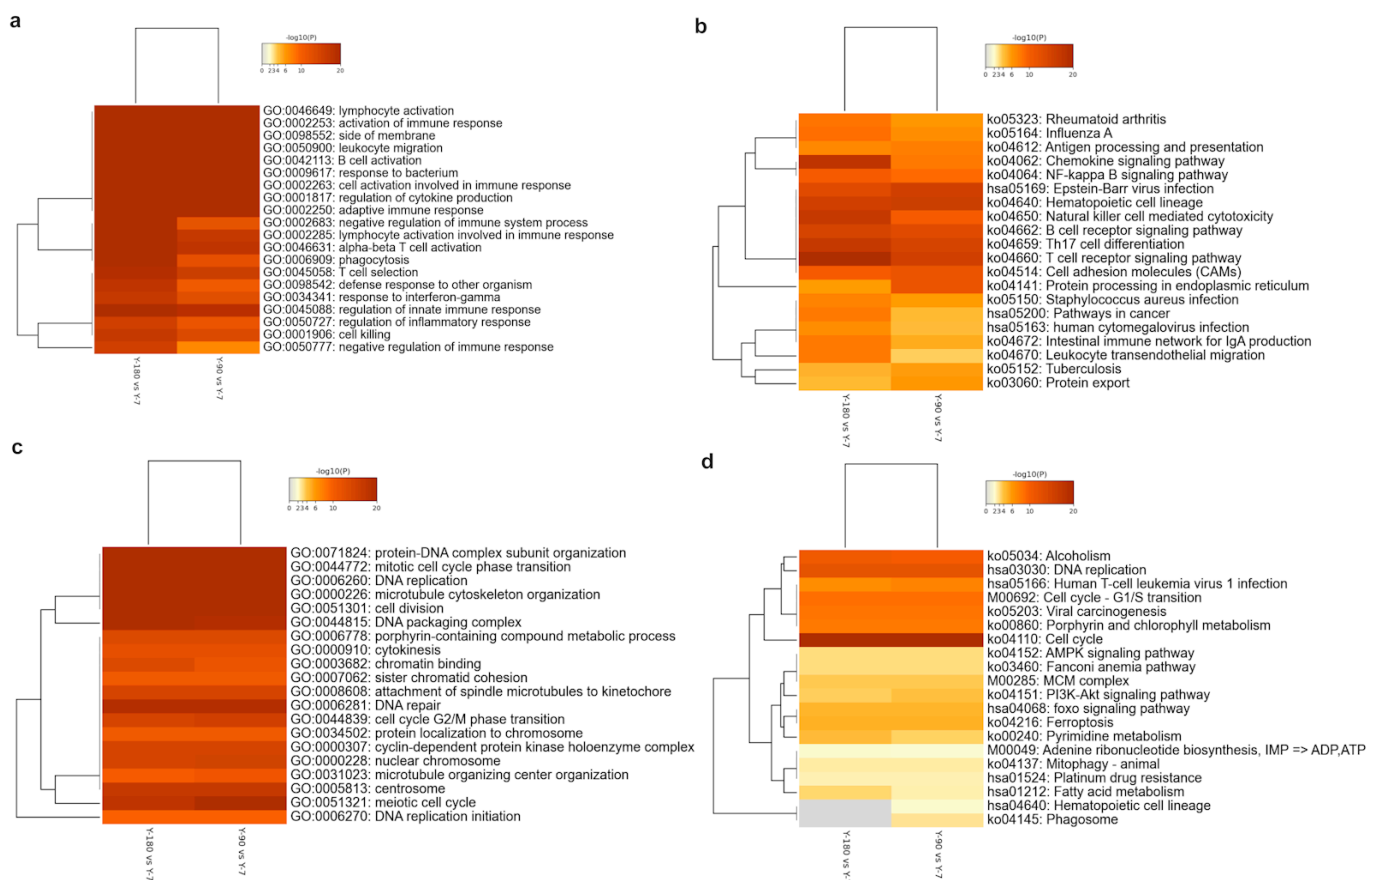 a
-log10(P)
0 2 3 4 6 10 20
GO:0046649: lymphocyte activation
GO:0002253: activation of immune response
GO:0098552: side of membrane
GO:0050900: leukocyte migration
GO:0042113: B cell activation
GO:0009617: response to bacterium
GO:0002263: cell activation involved in immune response
GO:0001817: regulation of cytokine production
GO:0002250: adaptive immune response
GO:0002683: negative regulation of immune system process
GO:0002285: lymphocyte activation involved in immune response
GO:0046631: alpha-beta T cell activation
GO:0006909: phagocytosis
GO:0045058: T cell selection
GO:0098542: defense response to other organism
GO:0034341: response to interferon-gamma
GO:0045088: regulation of innate immune response
GO:0050727: regulation of inflammatory response
GO:0001906: cell killing
GO:0050777: negative regulation of immune response
Y-180 vs Y-7
Y-90 vs Y-7
b
-log10(P)
0 2 3 4 6 10 20
ko05323: Rheumatoid arthritis
ko05164: Influenza A
ko04612: Antigen processing and presentation
ko04062: Chemokine signaling pathway
ko04064: NF-kappa B signaling pathway
hsa05169: Epstein-Barr virus infection
ko04640: Hematopoietic cell lineage
ko04650: Natural killer cell mediated cytotoxicity
ko04662: B cell receptor signaling pathway
ko04659: Th17 cell differentiation
ko04660: T cell receptor signaling pathway
ko04514: Cell adhesion molecules (CAMs)
ko04141: Protein processing in endoplasmic reticulum
ko05150: Staphylococcus aureus infection
hsa05200: Pathways in cancer
hsa05163: human cytomegalovirus infection
ko04672: Intestinal immune network for IgA production
ko04670: Leukocyte transendothelial migration
ko05152: Tuberculosis
ko03060: Protein export
Y-180 vs Y-7
Y-90 vs Y-7
c
-log10(P)
0 2 3 4 6 10 20
GO:0071824: protein-DNA complex subunit organization
GO:0044772: mitotic cell cycle phase transition
GO:0006260: DNA replication
GO:0000226: microtubule cytoskeleton organization
GO:0051301: cell division
GO:0044815: DNA packaging complex
GO:0006778: porphyrin-containing compound metabolic process
GO:0000910: cytokinesis
GO:0003682: chromatin binding
GO:0007062: sister chromatid cohesion
GO:0008608: attachment of spindle microtubules to kinetochore
GO:0006281: DNA repair
GO:0044839: cell cycle G2/M phase transition
GO:0034502: protein localization to chromosome
GO:0000307: cyclin-dependent protein kinase holoenzyme complex
GO:0000228: nuclear chromosome
GO:0031023: microtubule organizing center organization
GO:0005813: centrosome
GO:0051321: meiotic cell cycle
GO:0006270: DNA replication initiation
Y-180 vs Y-7
Y-90 vs Y-7
d
-log10(P)
0 2 3 4 6 10 20
ko05034: Alcoholism
hsa03030: DNA replication
hsa05166: Human T-cell leukemia virus 1 infection
M00692: Cell cycle - G1/S transition
ko05203: Viral carcinogenesis
ko00860: Porphyrin and chlorophyll metabolism
ko04110: Cell cycle
ko04152: AMPK signaling pathway
ko03460: Fanconi anemia pathway
M00285: MCM complex
ko04151: PI3K-Akt signaling pathway
hsa04068: foxo signaling pathway
ko04216: Ferroptosis
ko00240: Pyrimidine metabolism
M00049: Adenine ribonucleotide biosynthesis, IMP => ADP,ATP
ko04137: Mitophagy - animal
hsa01524: Platinum drug resistance
hsa01212: Fatty acid metabolism
hsa04640: Hematopoietic cell lineage
ko04145: Phagosome
Y-180 vs Y-
Y-90 vs Y-7